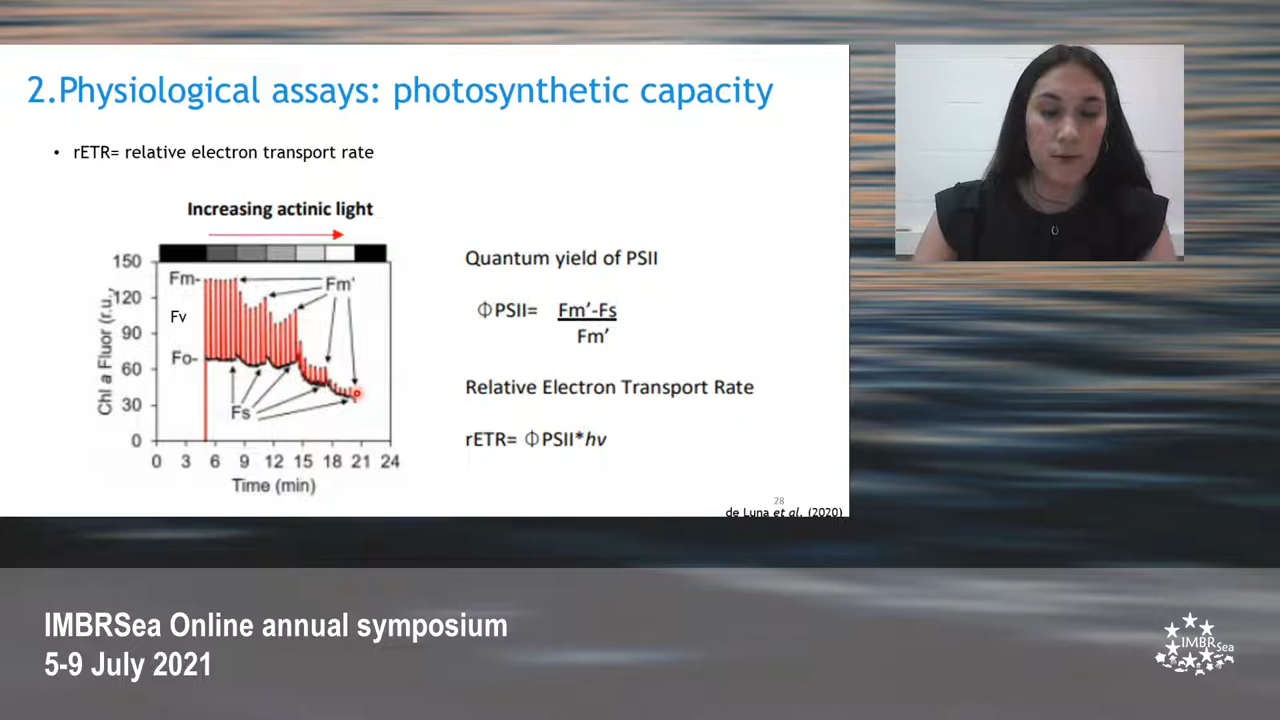 2.Physiological assays: photosynthetic capacity
• rETR= relative electron transport rate
Increasing actinic light
150
120
90
60
30
0
Chl a Fluor (r.u.)
Fm-
Fv
Fo-
Fm'
Fs
0 3 6 9 12 15 18 21 24
Time (min)
Quantum yield of PSII
ΦPSII= Fm'-Fs
Fm'
Relative Electron Transport Rate
rETR= ΦPSII*hν
28
de Luna et al. (2020)
IMBRSea Online annual symposium
5-9 July 2021
IMBRSea